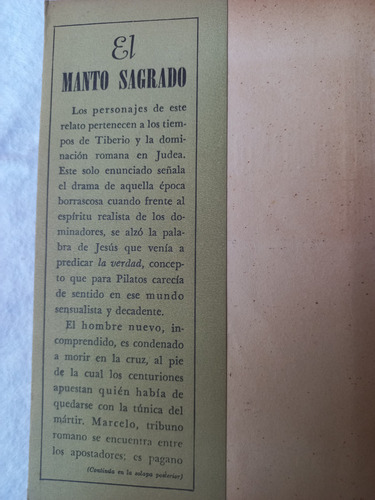 El
MANTO SAGRADO
Los personajes de este
relato pertenecen a los tiem-
pos de Tiberio y la domi-
nación romana en Judea.
Este solo enunciado señala
el drama de aquella época
borrascosa cuando frente al
espíritu realista de los do-
minadores, se alzó la pala-
bra de Jesús que venía a
predicar la verdad, concep-
to que para Pilatos carecía
de sentido en ese mundo
sensualista y decadente.
El hombre nuevo, in-
comprendido, es condenado
a morir en la cruz, al pie
de la cual los centuriones
apuestan quién había de
quedarse con la túnica del
mártir. Marcelo, tribuno
romano se encuentra entre
los apostadores: es pagano
(Continúa en la solapa posterior)